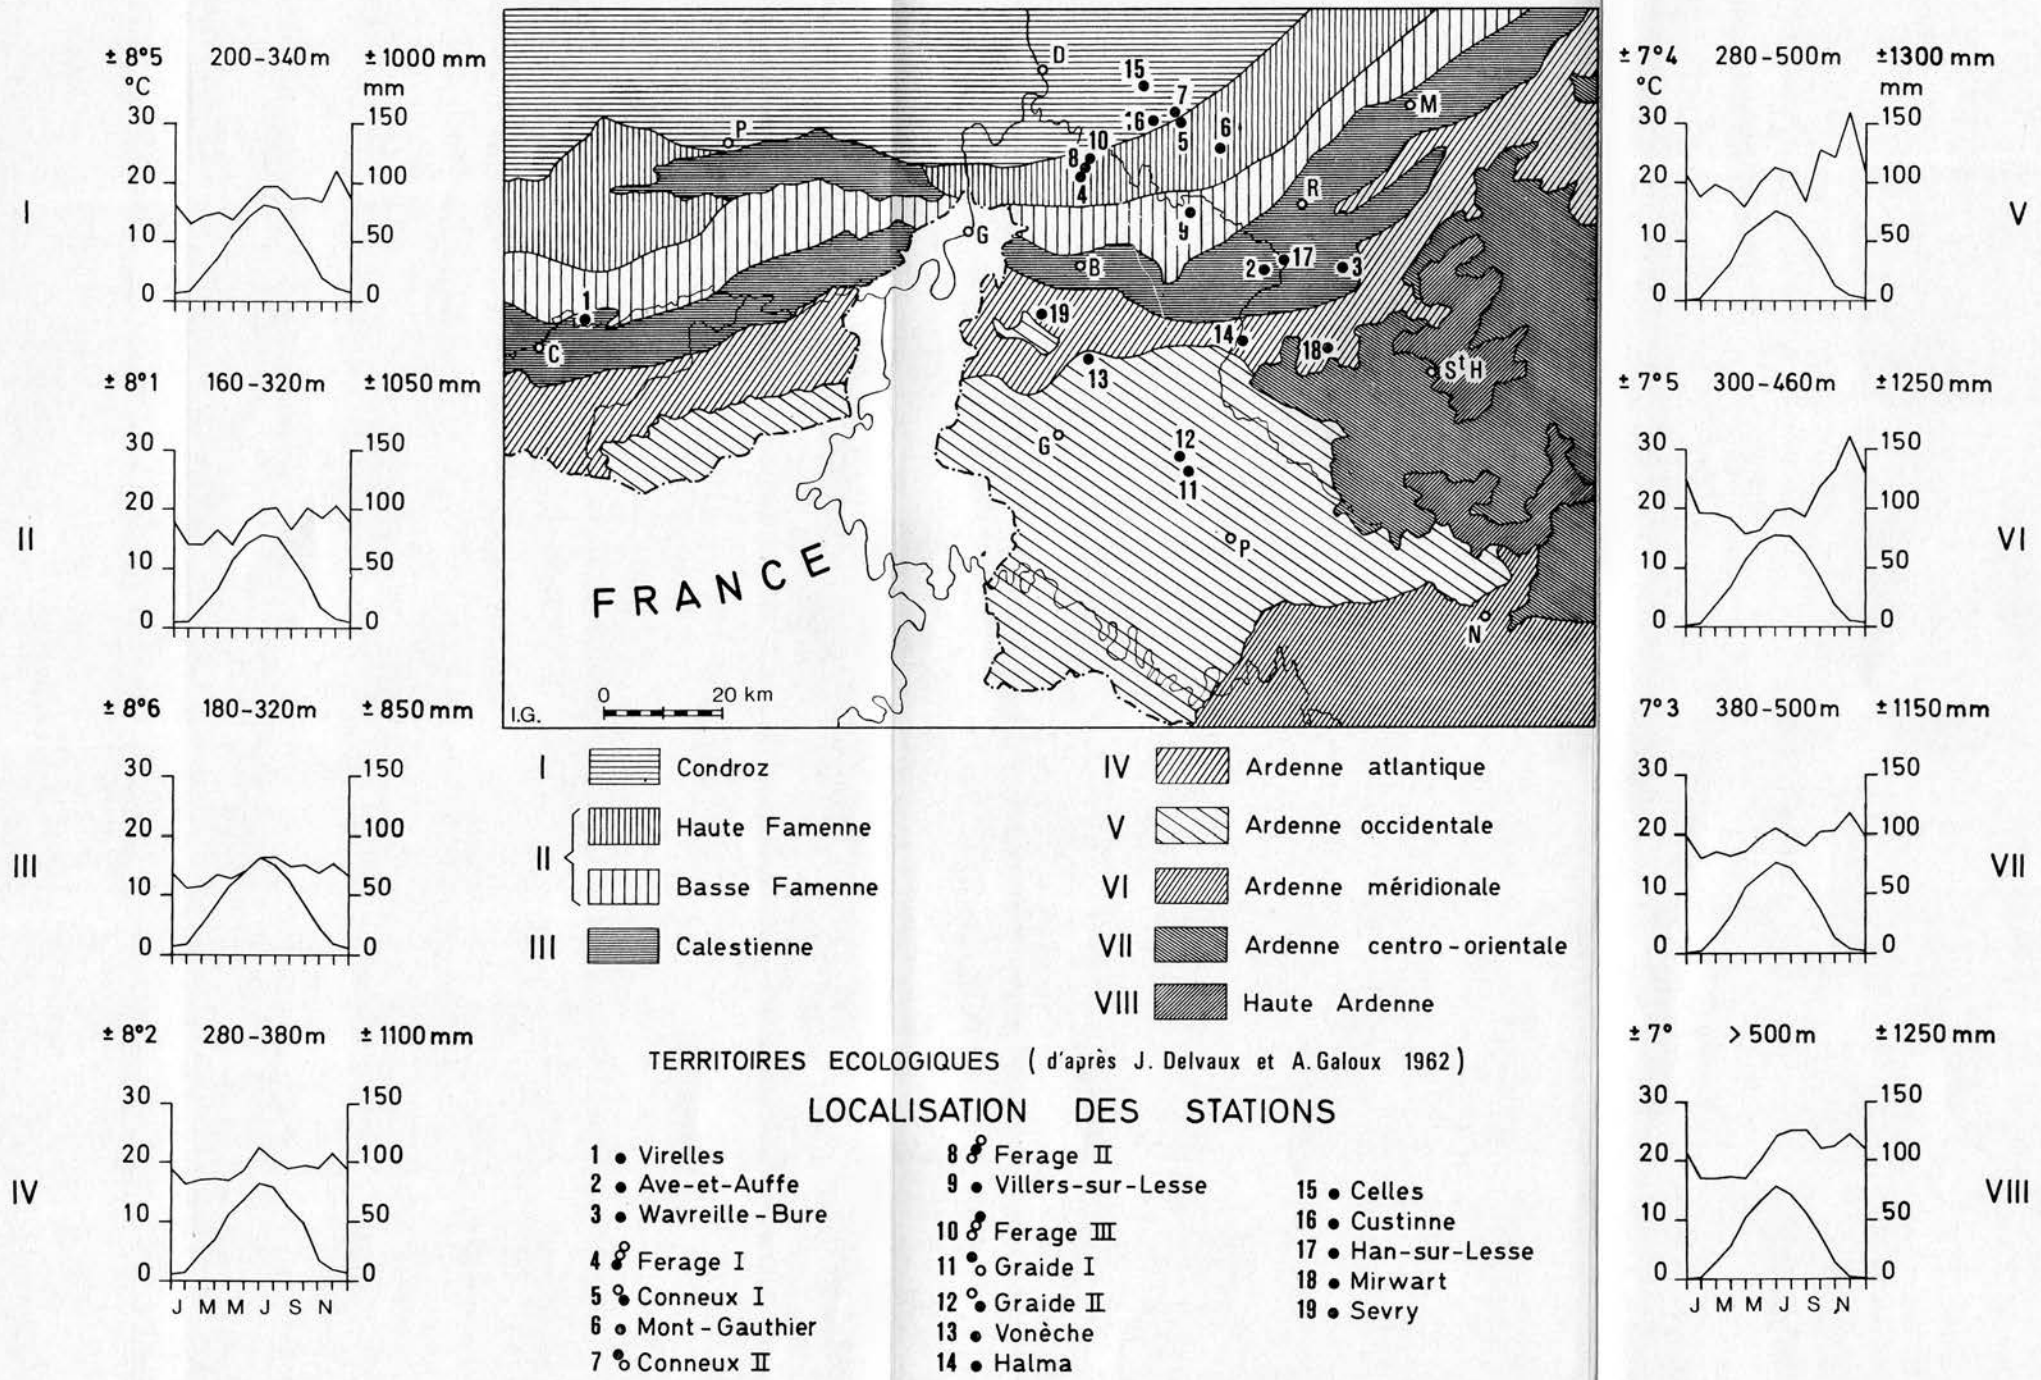 ± 8°5 200-340m ± 1000 mm
°C mm
30 150
20 100
10 50
0 0
I
± 8°1 160-320m ± 1050 mm
30 150
20 100
10 50
0 0
II
± 8°6 180-320m ± 850 mm
30 150
20 100
10 50
0 0
III
± 8°2 280-380m ± 1100 mm
30 150
20 100
10 50
0 0
IV
J M M J S N
D
15
7
P
16
5
6
M
10
8
4
R
9
G
B
2
17
3
1
C
19
14
18
St H
13
G
12
11
P
N
FRANCE
0 20 km
I.G.
I Condroz
II
Haute Famenne
Basse Famenne
III Calestienne
IV Ardenne atlantique
V Ardenne occidentale
VI Ardenne méridionale
VII Ardenne centro-orientale
VIII Haute Ardenne
TERRITOIRES ECOLOGIQUES ( d'après J. Delvaux et A. Galoux 1962 )
LOCALISATION DES STATIONS
1 Virelles
2 Ave-et-Auffe
3 Wavreille-Bure
4 Ferage I
5 Conneux I
6 Mont-Gauthier
7 Conneux II
8 Ferage II
9 Villers-sur-Lesse
10 Ferage III
11 Graide I
12 Graide II
13 Vonèche
14 Halma
15 Celles
16 Custinne
17 Han-sur-Lesse
18 Mirwart
19 Sevry
± 7°4 280-500m ± 1300 mm
°C mm
30 150
20 100
10 50
0 0
V
± 7°5 300-460m ± 1250 mm
30 150
20 100
10 50
0 0
VI
7°3 380-500m ± 1150 mm
30 150
20 100
10 50
0 0
VII
± 7° > 500m ± 1250 mm
30 150
20 100
10 50
0 0
VIII
J M M J S N